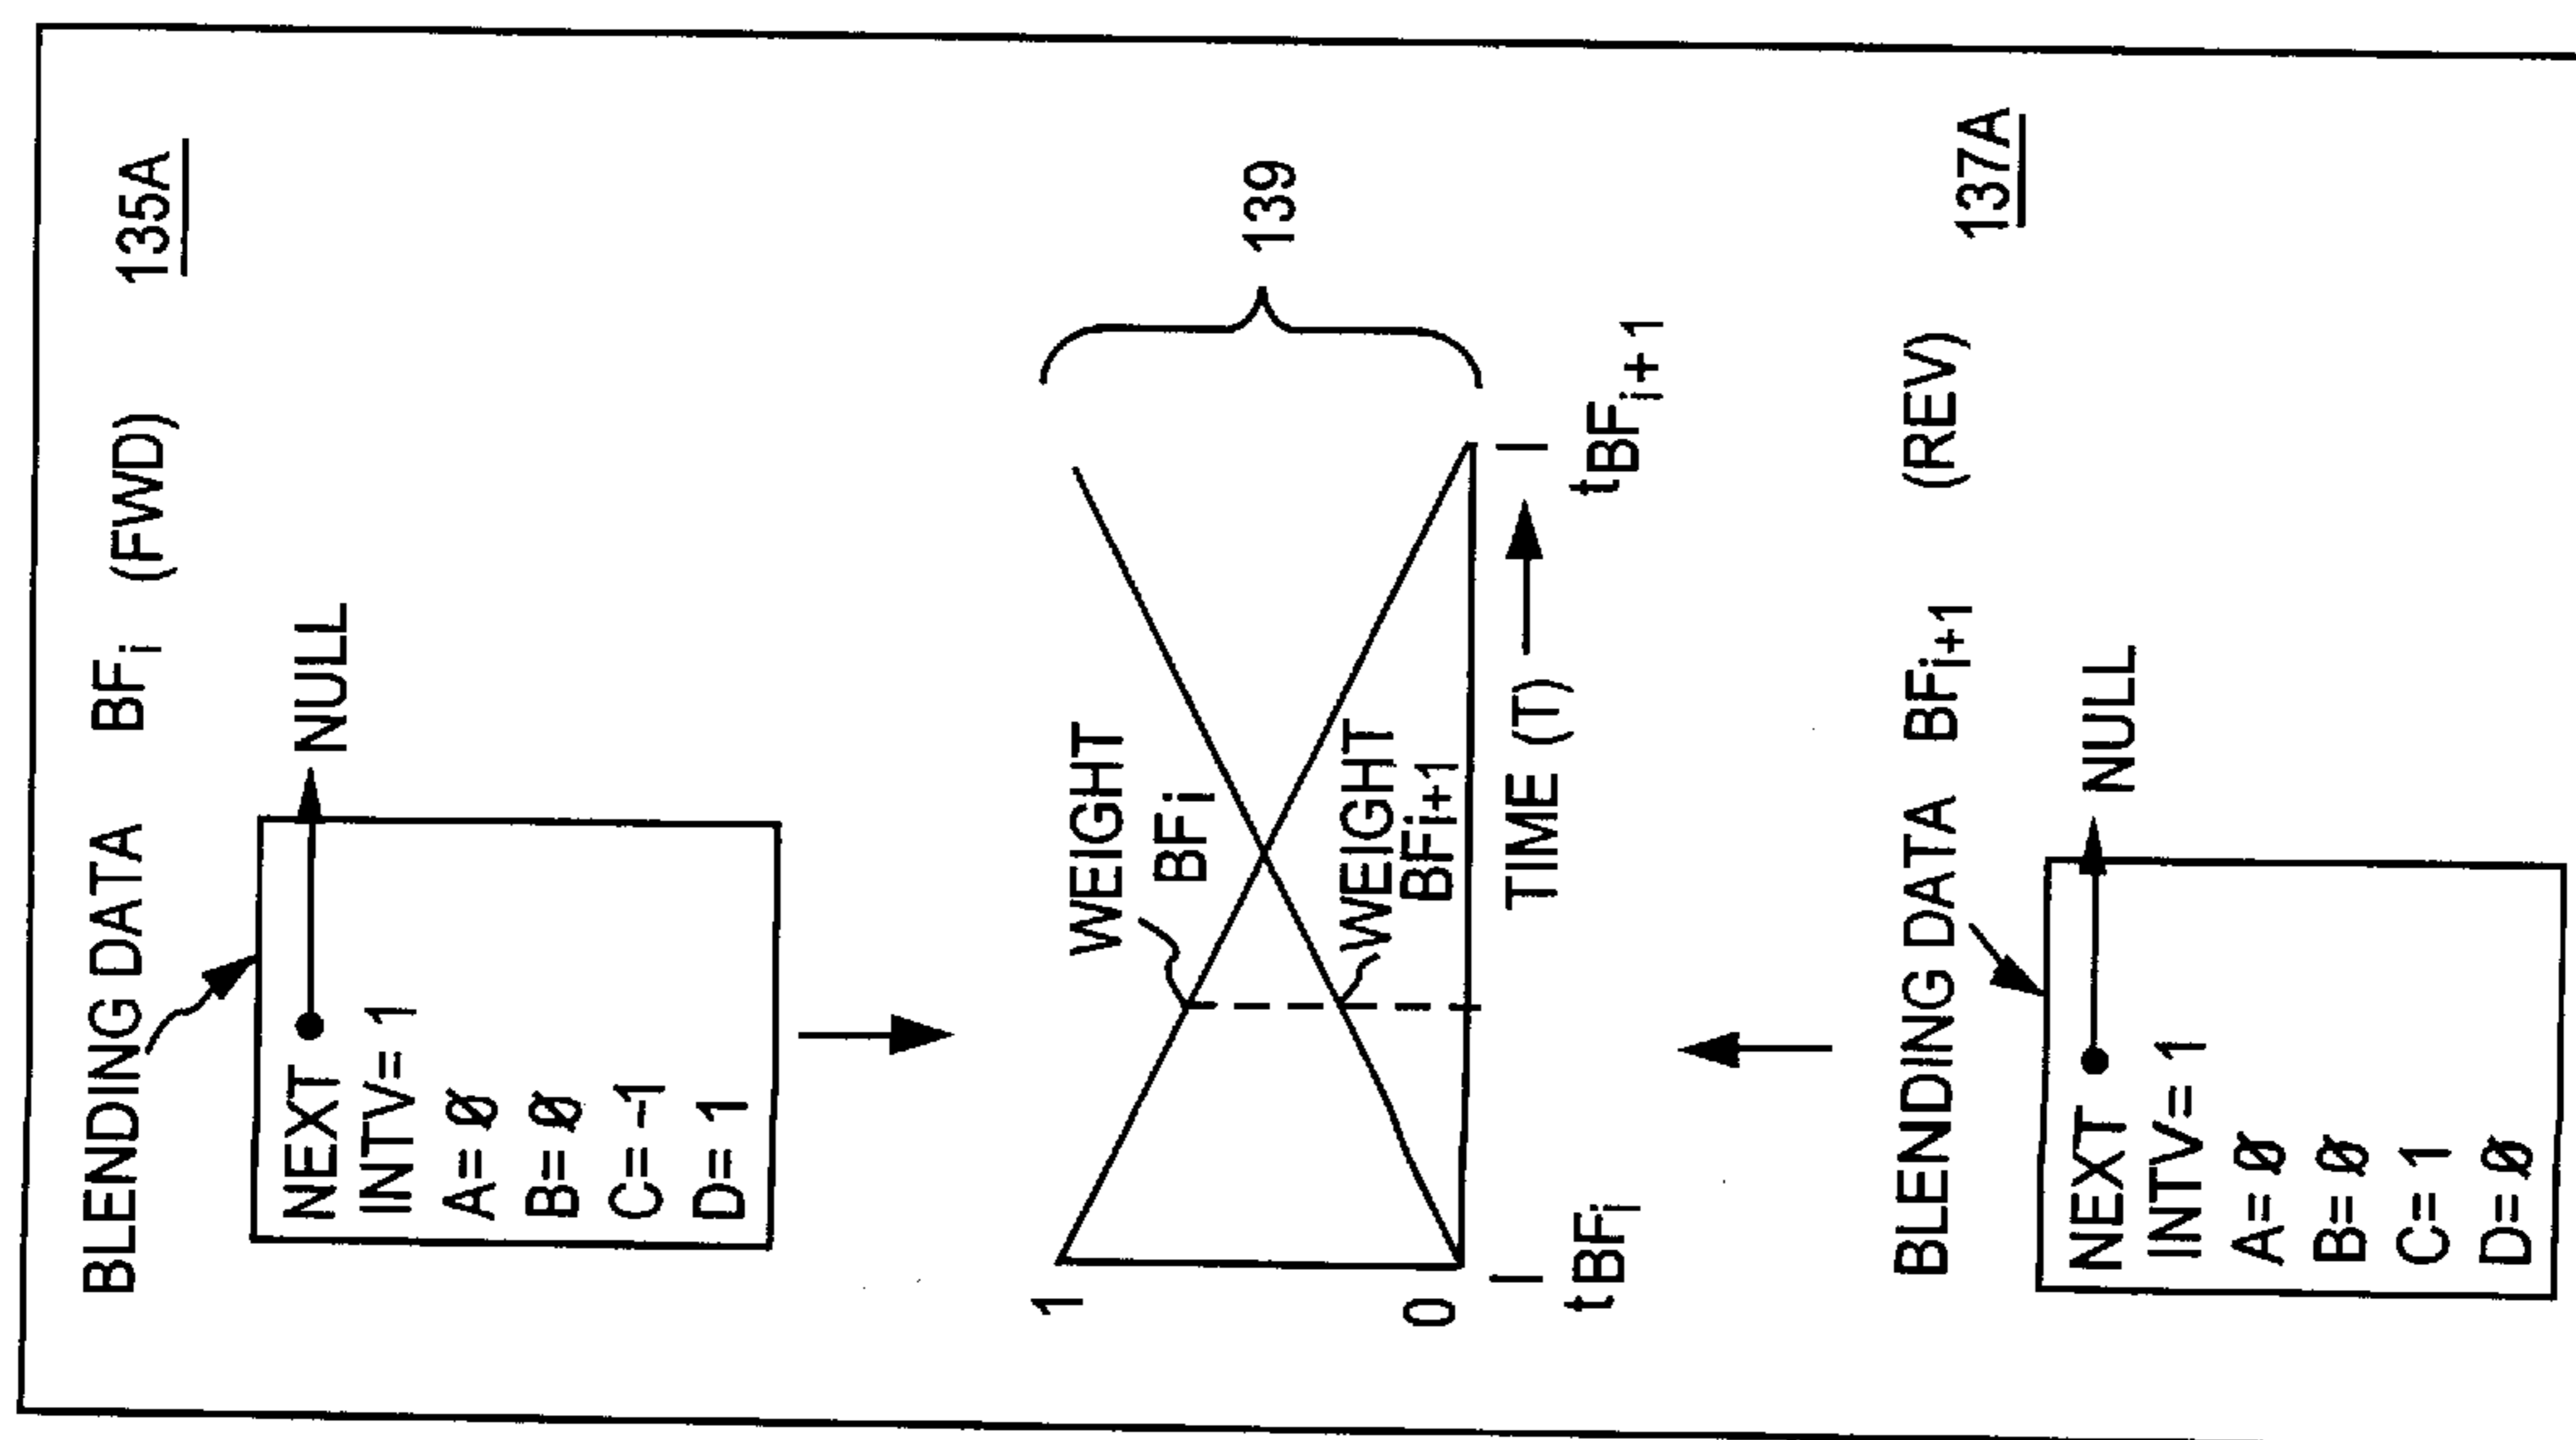 BLENDING DATA BFi (FWD) 135A
NEXT NULL
INTV= 1
A= Ø
B= Ø
C= -1
D= 1
1
WEIGHT
BFi
139
WEIGHT
BFi+1
0
TIME (T)
tBFi
tBFi+1
BLENDING DATA BFi+1 (REV) 137A
NEXT NULL
INTV= 1
A= Ø
B= Ø
C= 1
D= Ø